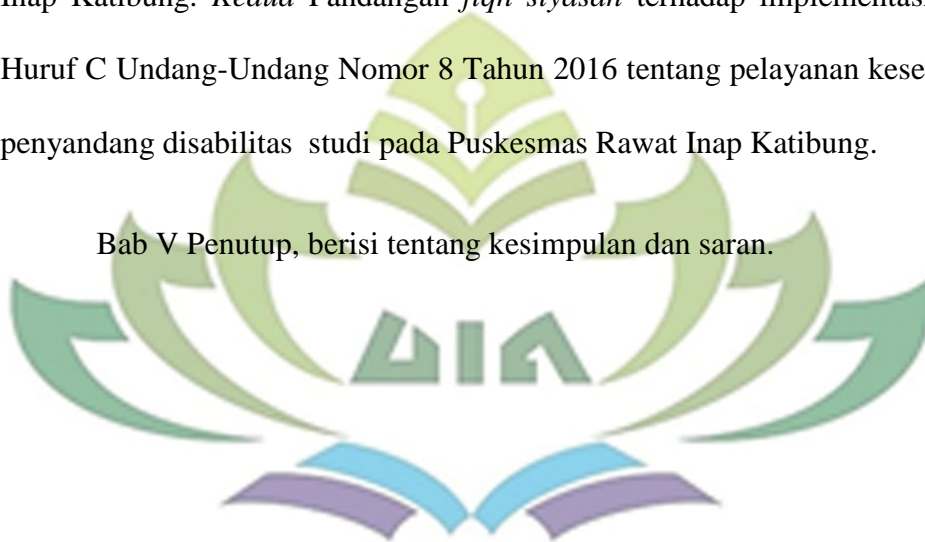 Inap Katibung. Kedua Pandangan fiqh siyasah terhadap implementasi
Huruf C Undang-Undang Nomor 8 Tahun 2016 tentang pelayanan kese
penyandang disabilitas studi pada Puskesmas Rawat Inap Katibung.
Bab V Penutup, berisi tentang kesimpulan dan saran.
UIN